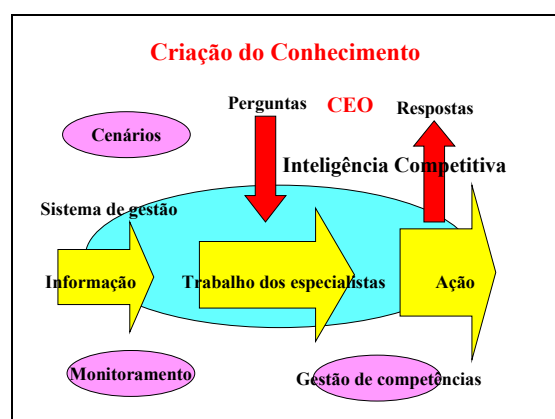 Criação do Conhecimento
Perguntas CEO Respostas
Cenários
Inteligência Competitiva
Sistema de gestão
Informação Trabalho dos especialistas Ação
Monitoramento Gestão de competências